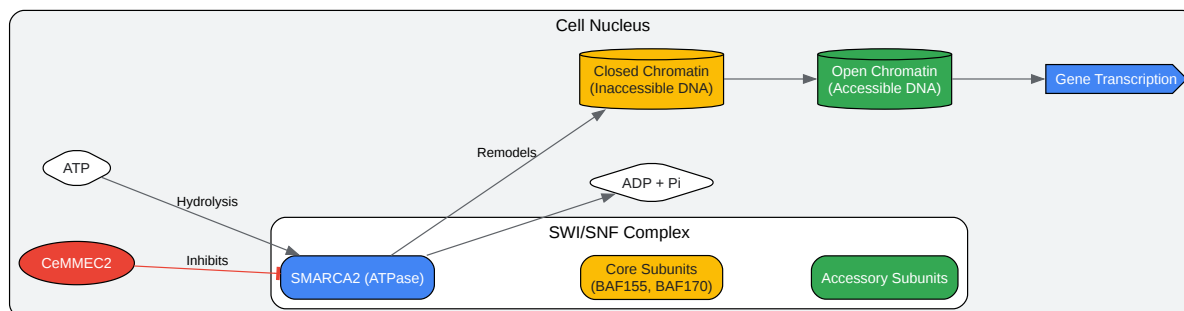 Cell Nucleus
Closed Chromatin
(Inaccessible DNA)
Open Chromatin
(Accessible DNA)
Gene Transcription
Remodels
ATP
ADP + Pi
Hydrolysis
SWI/SNF Complex
CeMMEC2
Inhibits
SMARCA2 (ATPase)
Core Subunits
(BAF155, BAF170)
Accessory Subunits